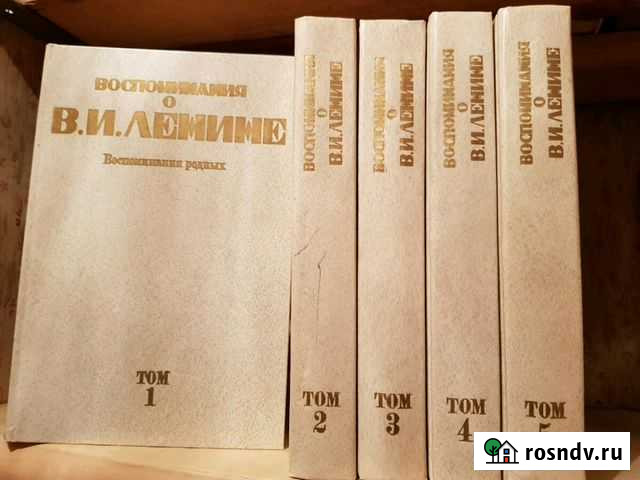 ВОСПОМИНАНИЯ
О
В.И.ЛЕНИНЕ
Воспоминания родных
ТОМ
1
ВОСПОМИНАНИЯ
О
В.И.ЛЕНИНЕ
ТОМ
2
ВОСПОМИНАНИЯ
О
В.И.ЛЕНИНЕ
ТОМ
3
ВОСПОМИНАНИЯ
О
В.И.ЛЕНИНЕ
ТОМ
4
ВОСПОМИНАНИЯ
О
В.И.ЛЕНИНЕ
ТОМ
5
rosndv.ru